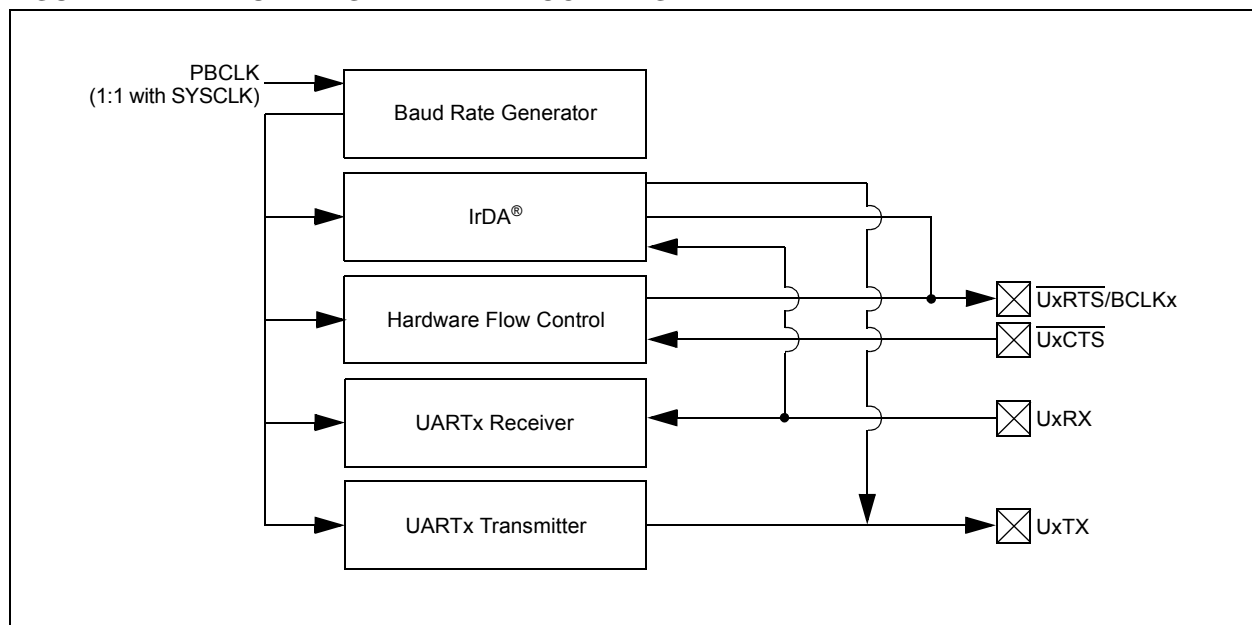 PBCLK
(1:1 with SYSCLK)
Baud Rate Generator
IrDA®
Hardware Flow Control
UxRTS/BCLKx
UxCTS
UARTx Receiver
UxRX
UARTx Transmitter
UxTX